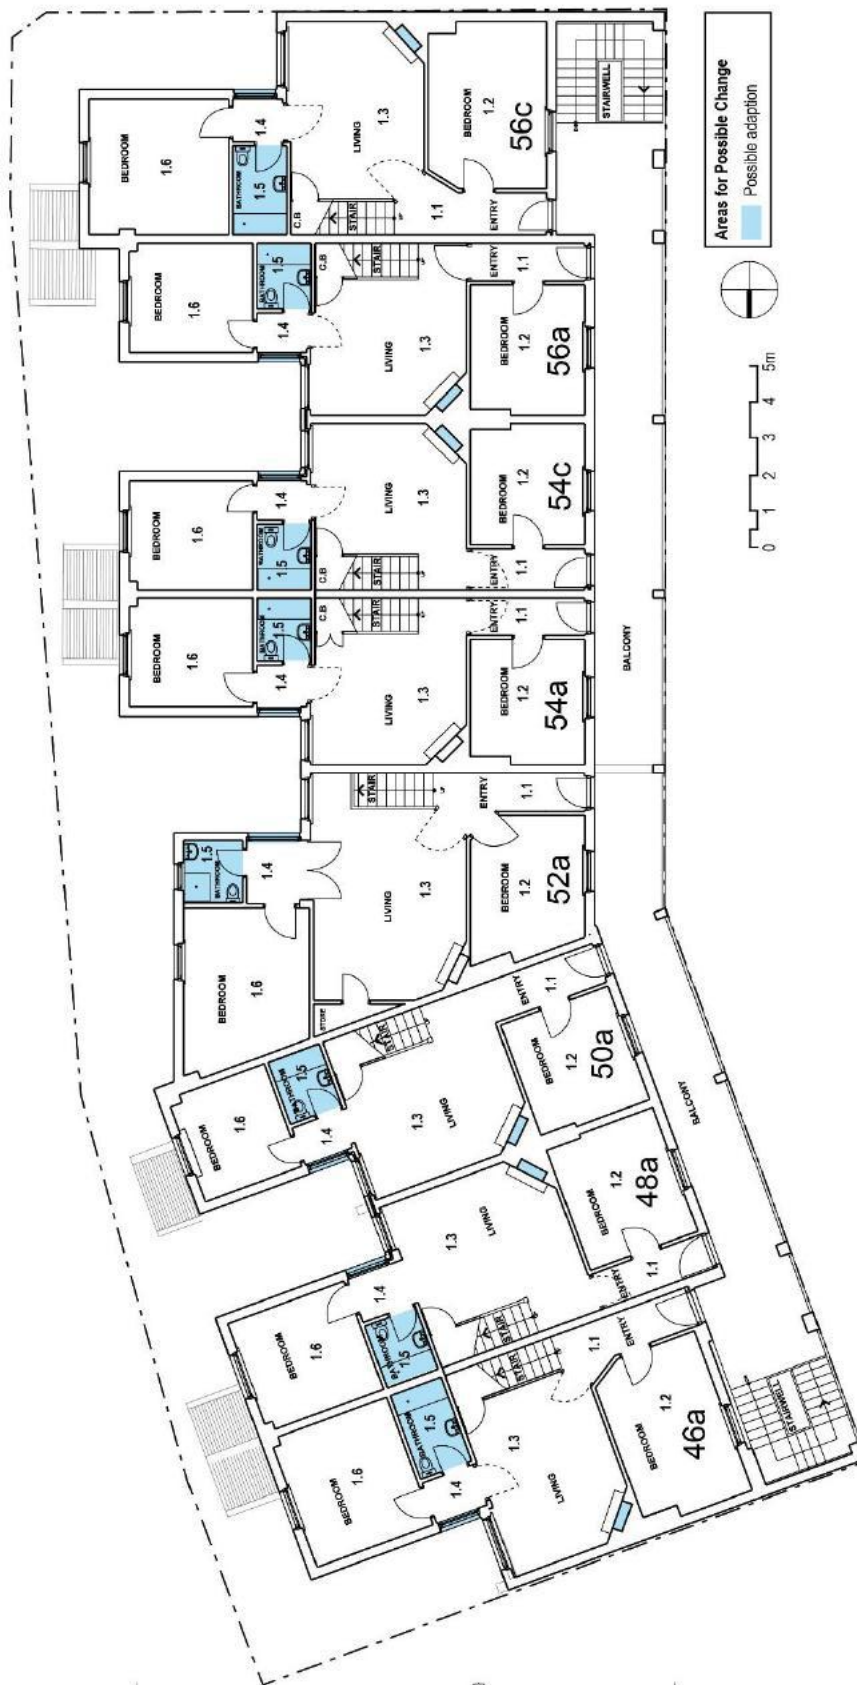 BEDROOM
1.6
1.4
BATHROOM
1.5
C.B
STAIR
LIVING
1.3
1.1
ENTRY
BEDROOM
1.2
56c
STAIRWELL
BEDROOM
1.6
1.4
BATHROOM
1.5
C.B
STAIR
LIVING
1.3
ENTRY
1.1
BEDROOM
1.2
56a
BEDROOM
1.6
1.4
BATHROOM
1.5
C.B
STAIR
LIVING
1.3
ENTRY
1.1
BEDROOM
1.2
54c
BEDROOM
1.6
1.4
BATHROOM
1.5
C.B
STAIR
LIVING
1.3
ENTRY
1.1
BEDROOM
1.2
54a
BALCONY
BATHROOM
1.5
1.4
BEDROOM
1.6
STORE
STAIR
LIVING
1.3
ENTRY
1.1
BEDROOM
1.2
52a
BEDROOM
1.6
1.4
BATHROOM
1.5
STAIR
LIVING
1.3
ENTRY
1.1
BEDROOM
1.2
50a
BALCONY
BEDROOM
1.6
1.4
BATHROOM
1.5
STAIR
LIVING
1.3
ENTRY
1.1
BEDROOM
1.2
48a
BEDROOM
1.6
1.4
BATHROOM
1.5
STAIR
LIVING
1.3
ENTRY
1.1
BEDROOM
1.2
46a
STAIRWELL
Areas for Possible Change
Possible adaption
0 1 2 3 4 5m